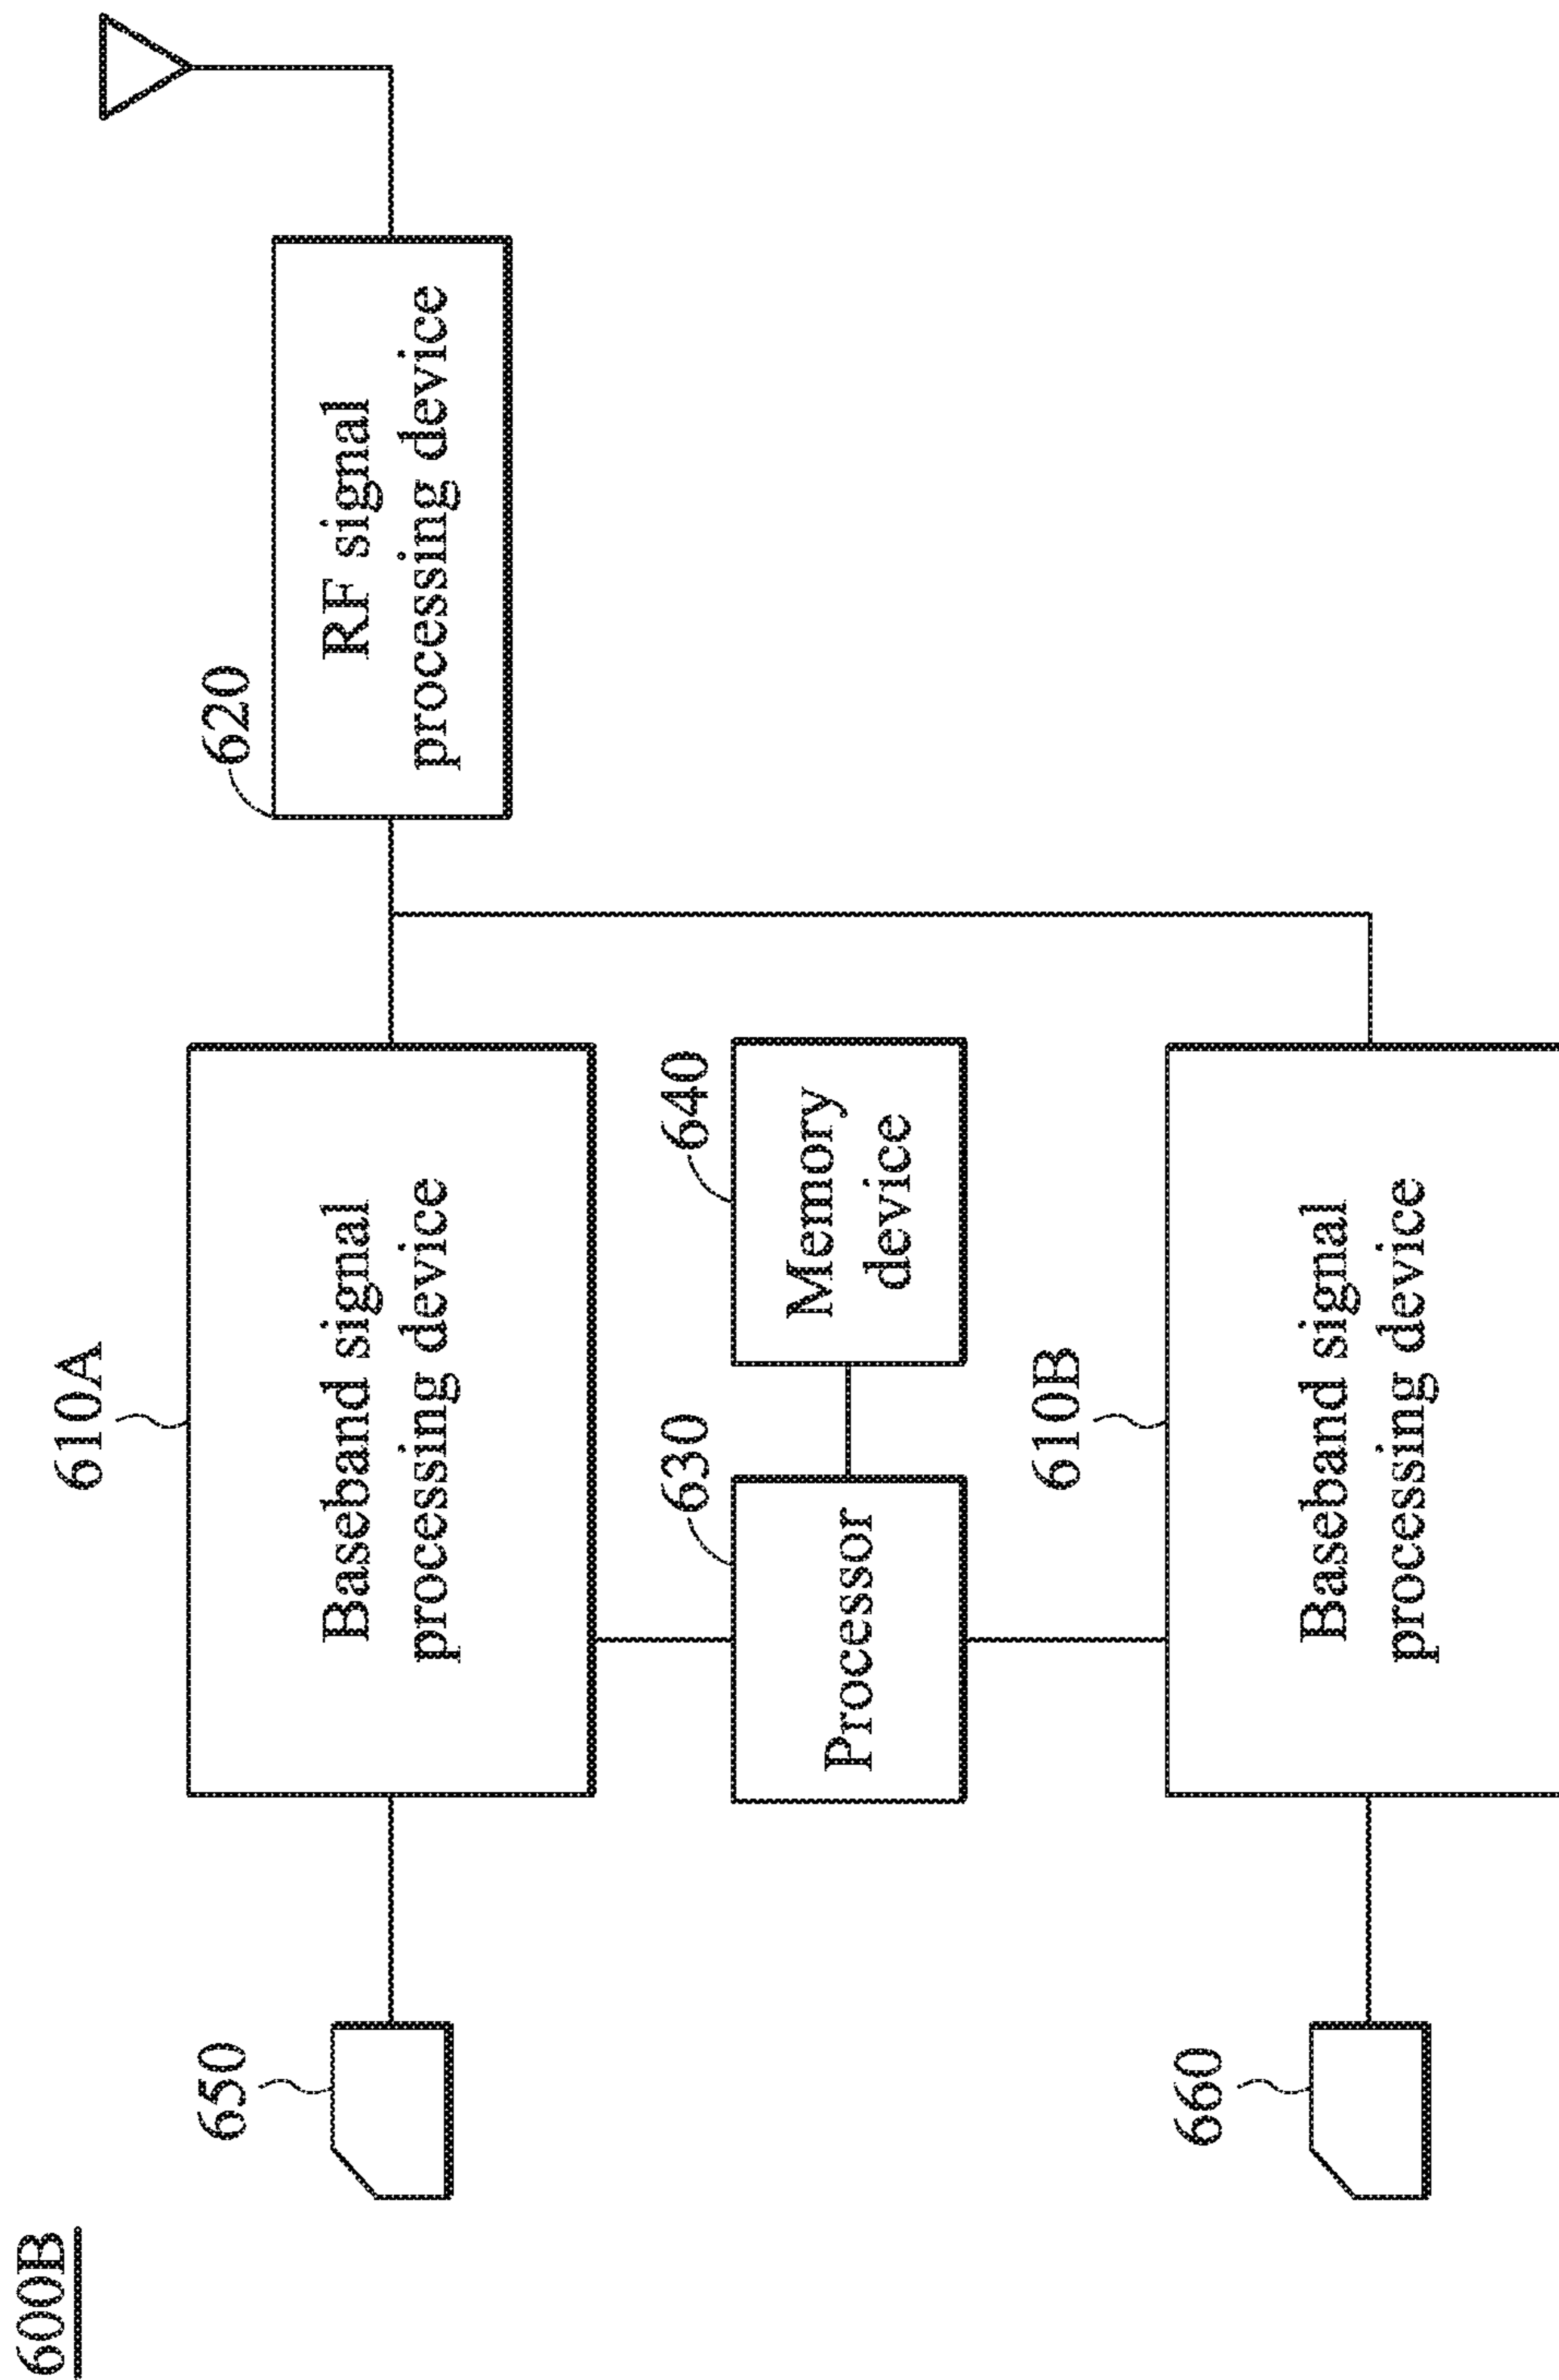 600B
620
RF signal
processing device
610A
Baseband signal
processing device
640
Memory
device
630
Processor
650
610B
Baseband signal
processing device
660